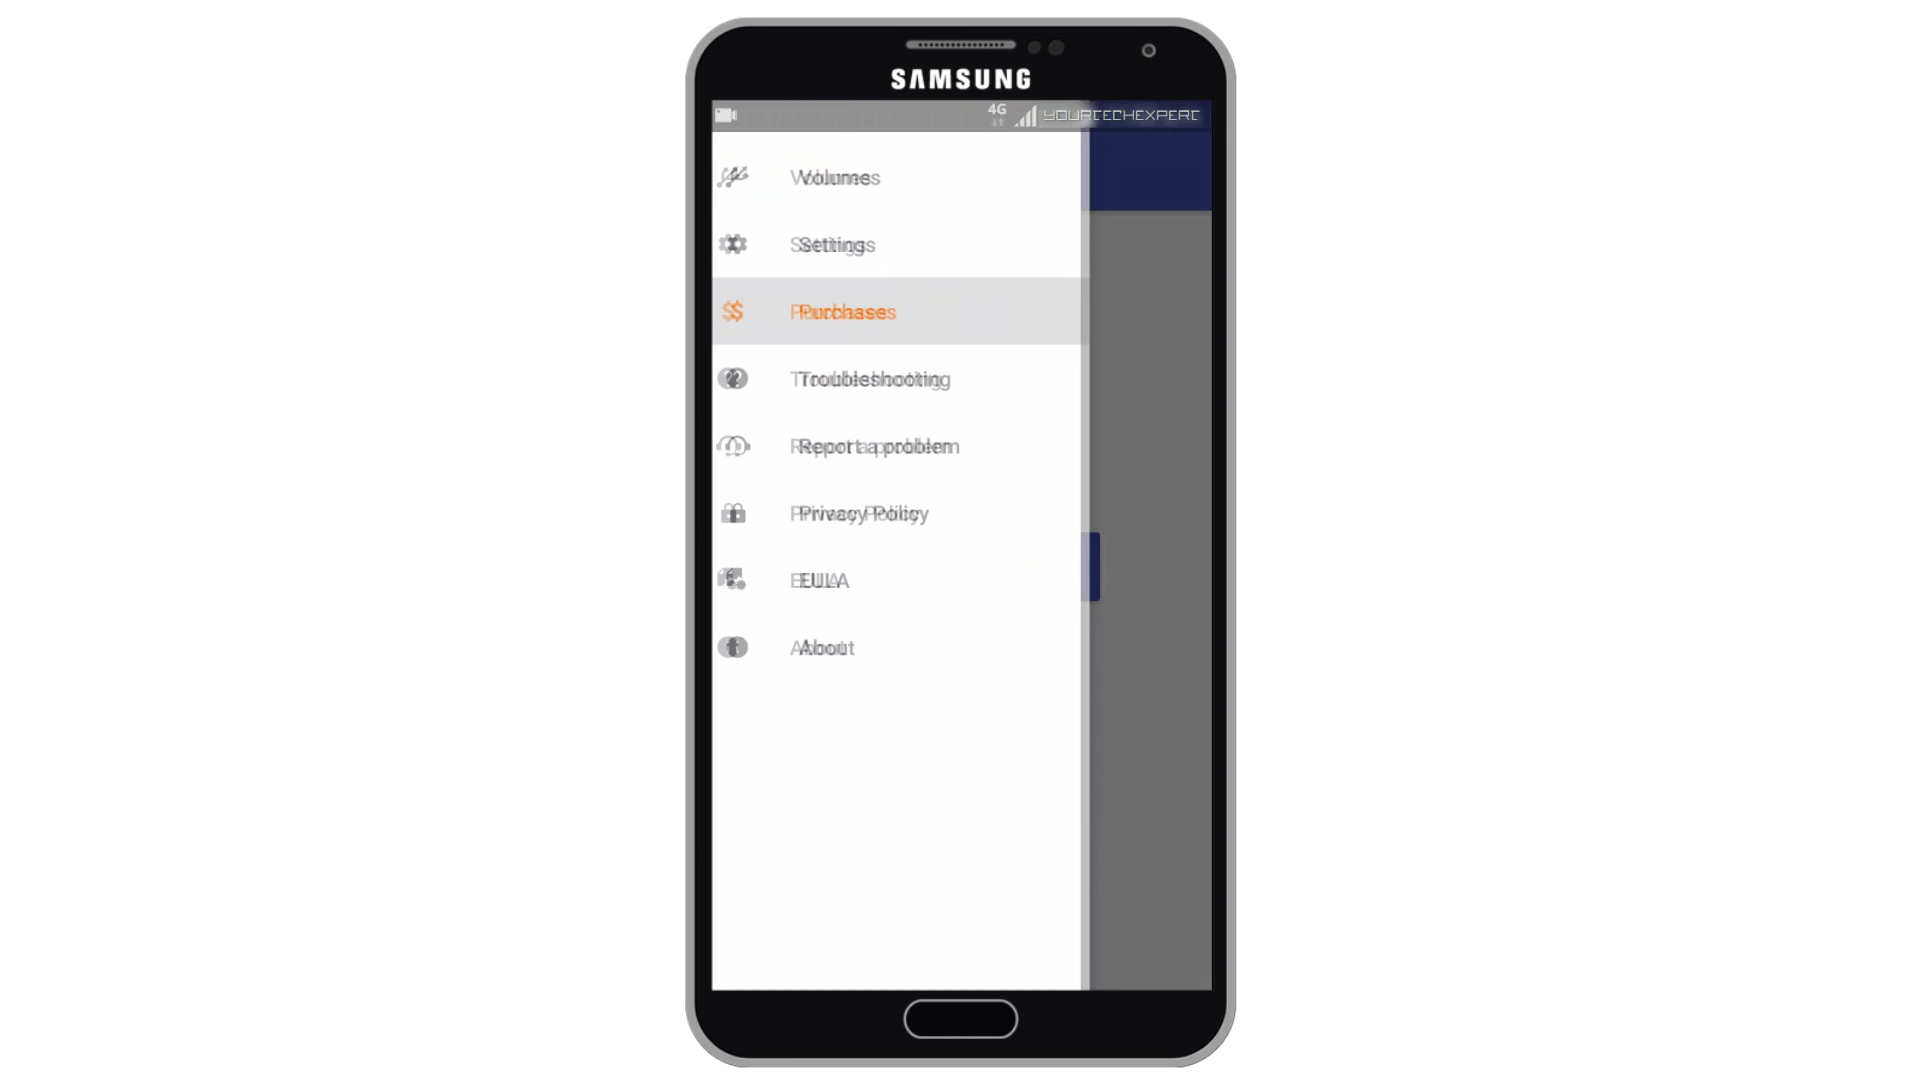 SAMSUNG
4G
YOURTECHEXPERT
Volumes
Settings
Purchases
Troubleshooting
Report a problem
Privacy Policy
EULA
About